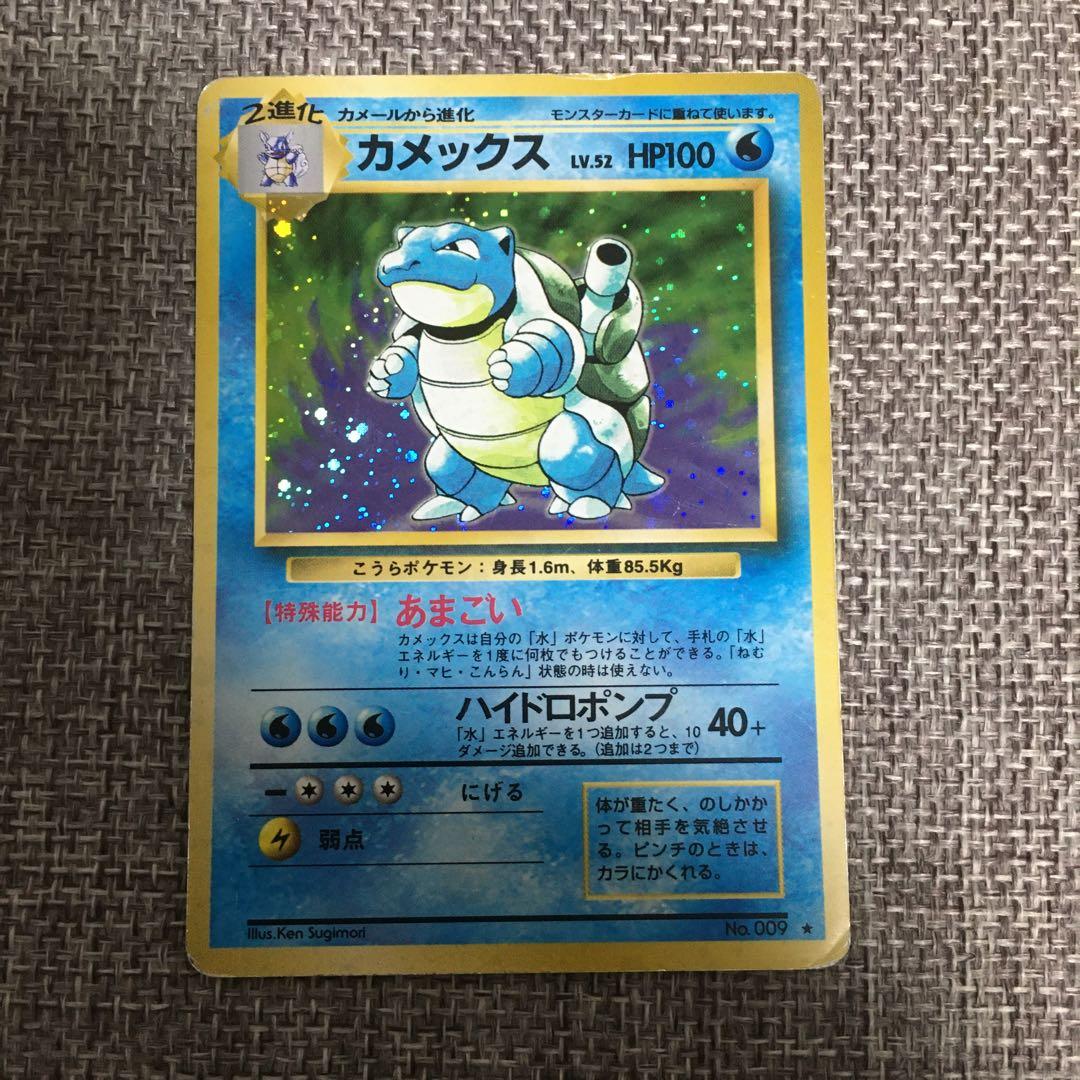 2進化 カメールから進化 モンスターカードに重ねて使います。
カメックス LV.52 HP100
こうらポケモン：身長1.6m、体重85.5Kg
【特殊能力】 あまごい
カメックスは自分の「水」ポケモンに対して、手札の「水」
エネルギーを1度に何枚でもつけることができる。「ねむ
り・マヒ・こんらん」状態の時は使えない。
ハイドロポンプ 40+
「水」エネルギーを1つ追加すると、10
ダメージ追加できる。（追加は2つまで）
にげる
弱点
体が重たく、のしかか
って相手を気絶させ
る。ピンチのときは、
カラにかくれる。
Illus.Ken Sugimori No. 009 ★